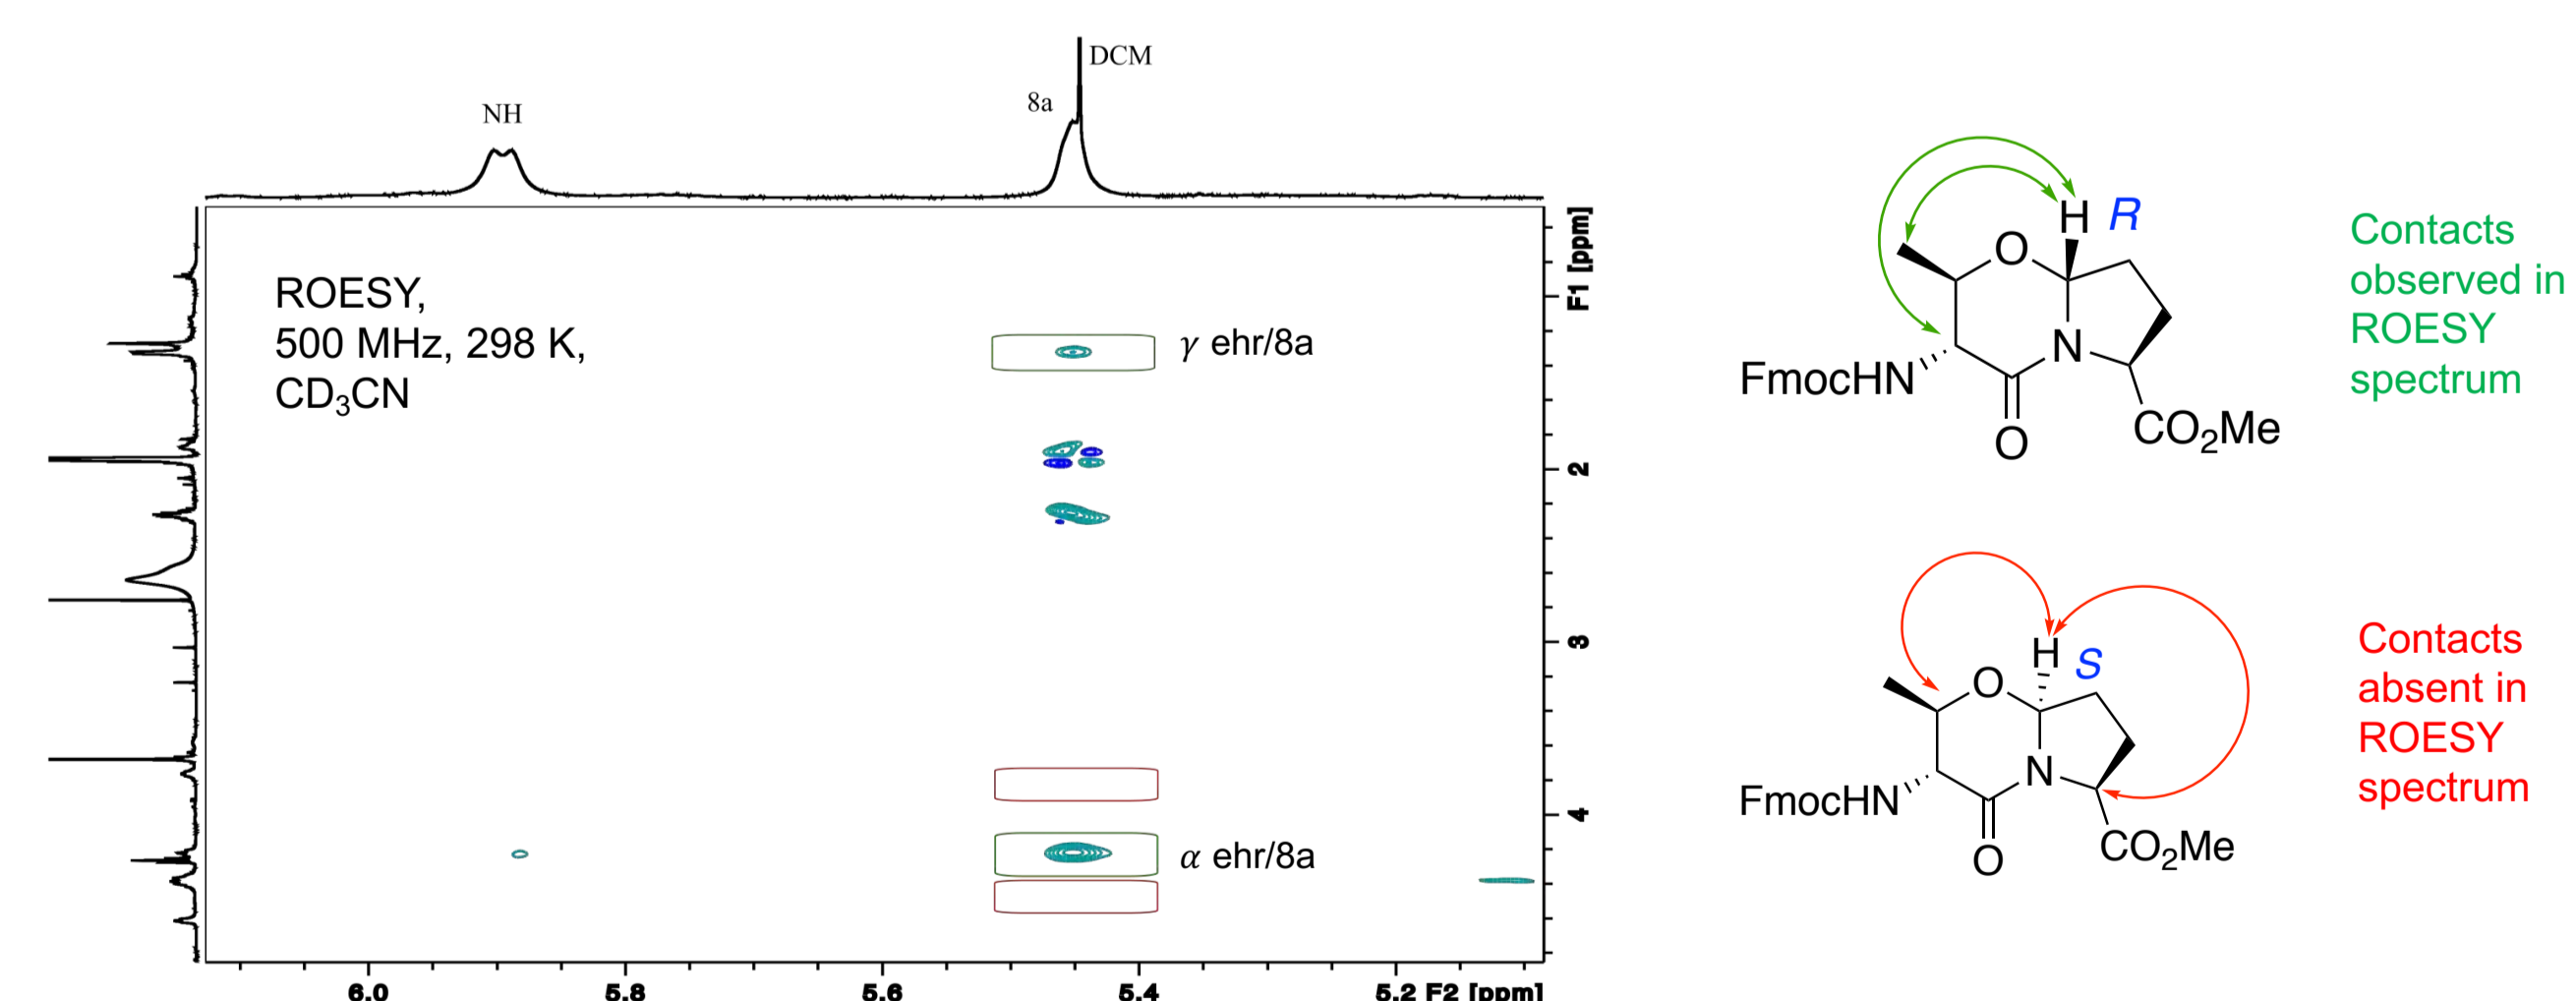 NH
8a
DCM
ROESY,
500 MHz, 298 K,
CD3CN
γ ehr/8a
α ehr/8a
F1 [ppm]
2
3
4
6.0
5.8
5.6
5.4
5.2 F2 [ppm]
H R
O
N
FmocHN
O
CO2Me
Contacts
observed in
ROESY
spectrum
H S
O
N
FmocHN
O
CO2Me
Contacts
absent in
ROESY
spectrum